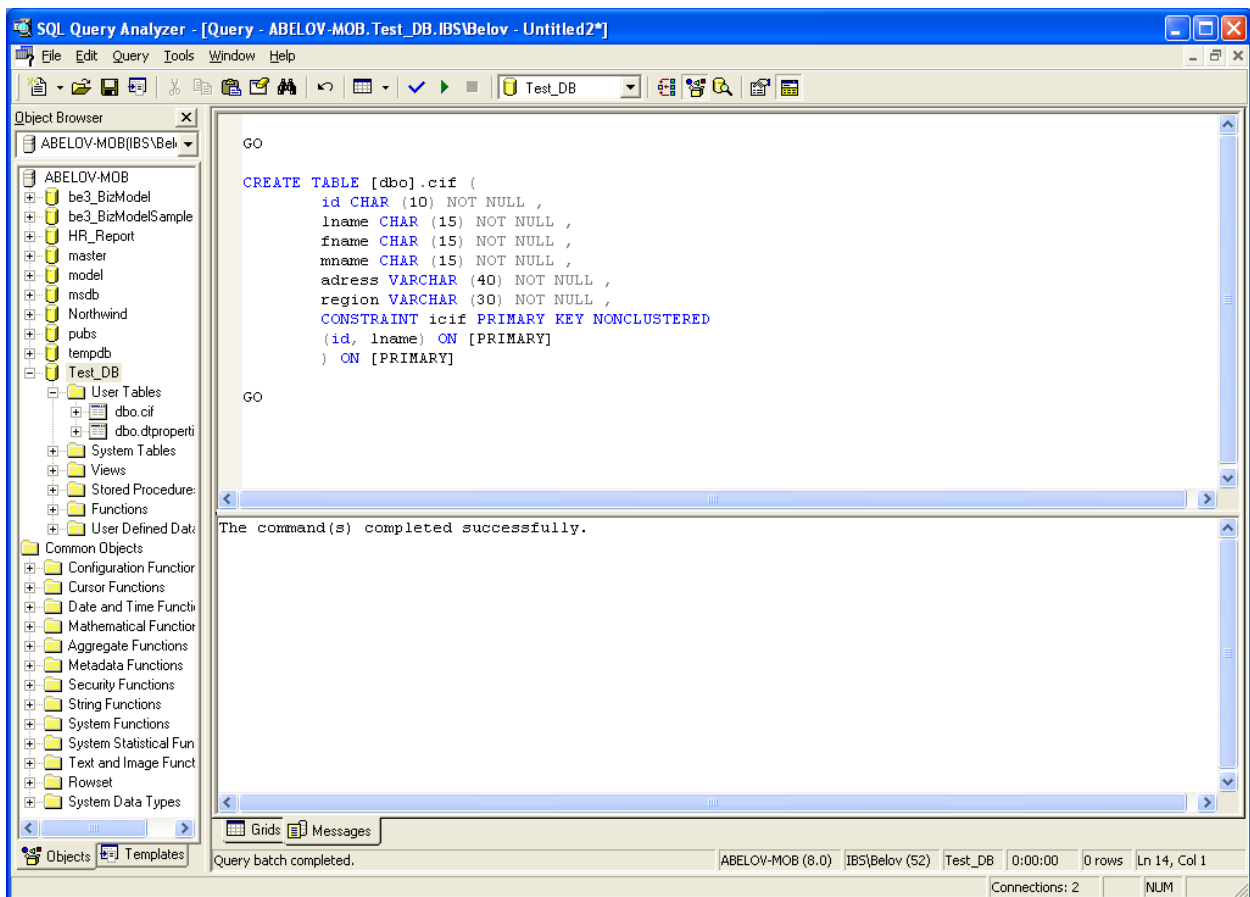 SQL Query Analyzer - [Query - ABELOV-MOB.Test_DB.IBS\Belov - Untitled2*]
File Edit Query Tools Window Help
Test_DB
Object Browser
ABELOV-MOB(IBS\Belo
ABELOV-MOB
be3_BizModel
be3_BizModelSample
HR_Report
master
model
msdb
Northwind
pubs
tempdb
Test_DB
User Tables
dbo.cif
dbo.dtproperti
System Tables
Views
Stored Procedures
Functions
User Defined Data
Common Objects
Configuration Function
Cursor Functions
Date and Time Functi
Mathematical Function
Aggregate Functions
Metadata Functions
Security Functions
String Functions
System Functions
System Statistical Fun
Text and Image Funct
Rowset
System Data Types
Objects Templates
GO
CREATE TABLE [dbo].cif (
id CHAR (10) NOT NULL ,
lname CHAR (15) NOT NULL ,
fname CHAR (15) NOT NULL ,
mname CHAR (15) NOT NULL ,
adress VARCHAR (40) NOT NULL ,
region VARCHAR (30) NOT NULL ,
CONSTRAINT icif PRIMARY KEY NONCLUSTERED
(id, lname) ON [PRIMARY]
) ON [PRIMARY]
GO
The command(s) completed successfully.
Grids Messages
Query batch completed. ABELOV-MOB (8.0) IBS\Belov (52) Test_DB 0:00:00 0 rows Ln 14, Col 1
Connections: 2 NUM